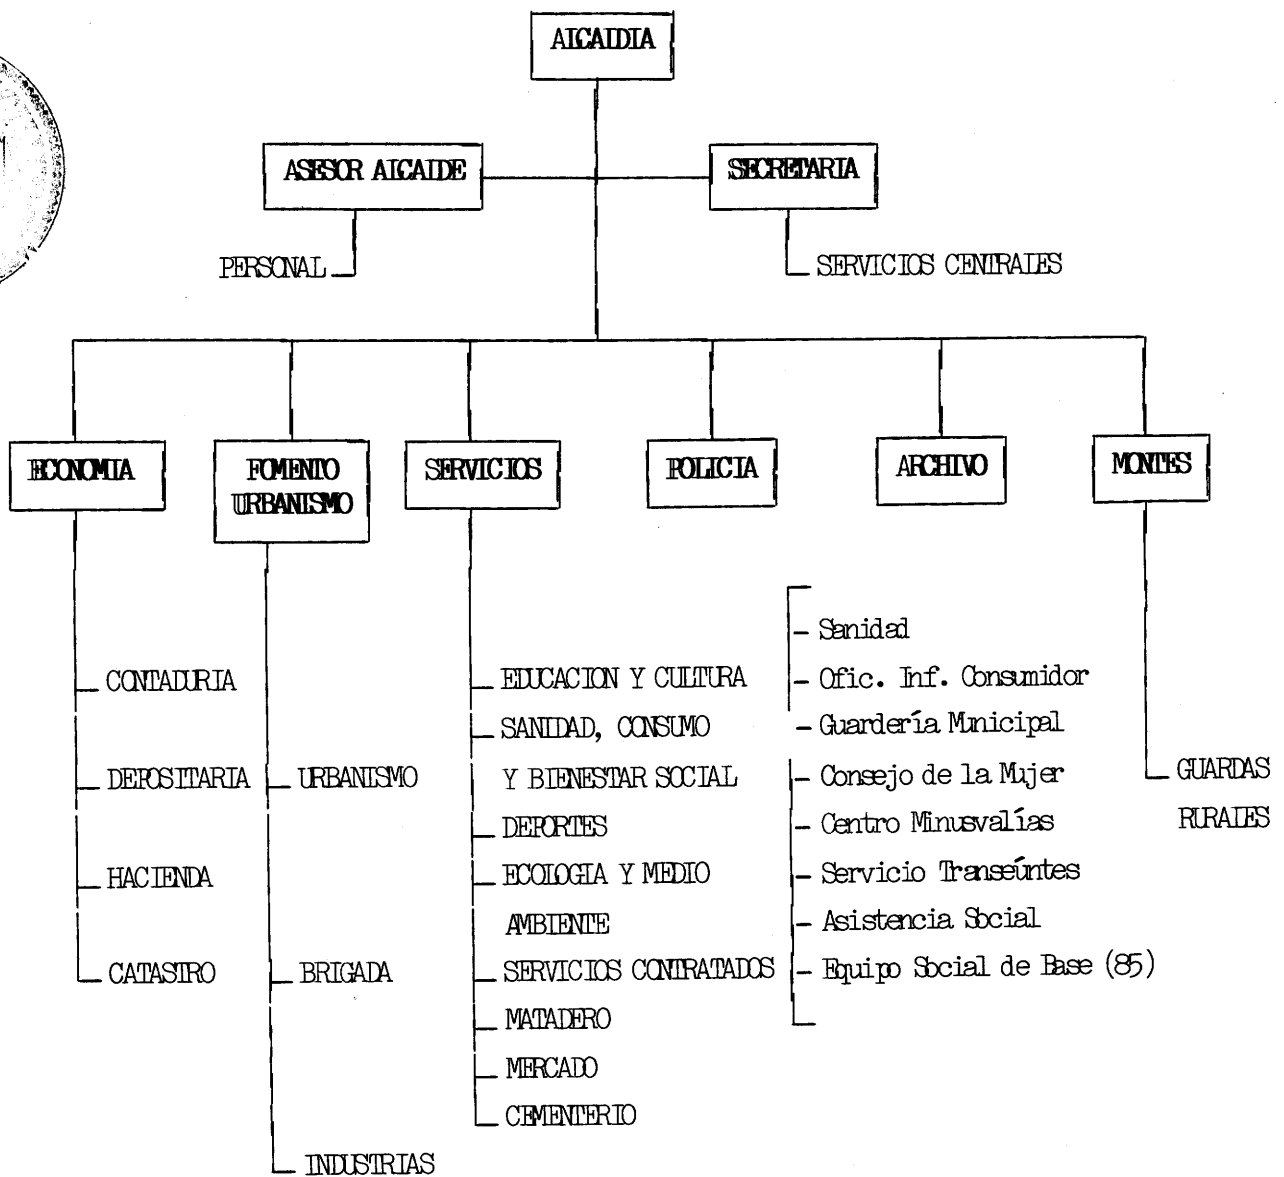 ALCAIDIA
ASESOR ALCAIDE
SECRETARIA
PERSONAL
SERVICIOS CENTRALES
ECONOMIA
FOMENTO
URBANISMO
SERVICIOS
POLICIA
ARCHIVO
MONTES
CONTADURIA
DEPOSITARIA
HACIENDA
CATASTRO
URBANISMO
BRIGADA
INDUSTRIAS
EDUCACION Y CULTURA
SANIDAD, CONSUMO
Y BIENESTAR SOCIAL
DEPORTES
ECOLOGIA Y MEDIO
AMBIENTE
SERVICIOS CONTRATADOS
MATADERO
MERCADO
CEMENTERIO
- Sanidad
- Ofic. Inf. Consumidor
- Guardería Municipal
- Consejo de la Mujer
- Centro Minusvalías
- Servicio Transeúntes
- Asistencia Social
- Equipo Social de Base (85)
GUARDAS
RURALES